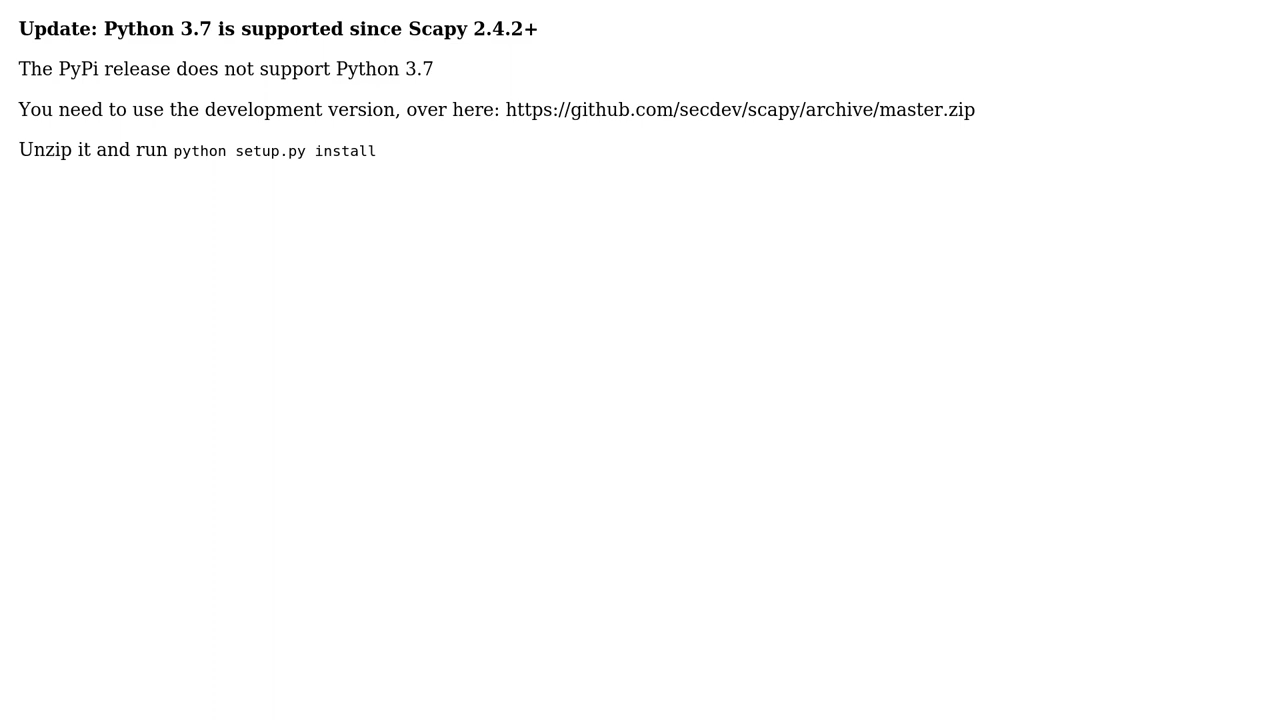 Update: Python 3.7 is supported since Scapy 2.4.2+
The PyPi release does not support Python 3.7
You need to use the development version, over here: https://github.com/secdev/scapy/archive/master.zip
Unzip it and run python setup.py install